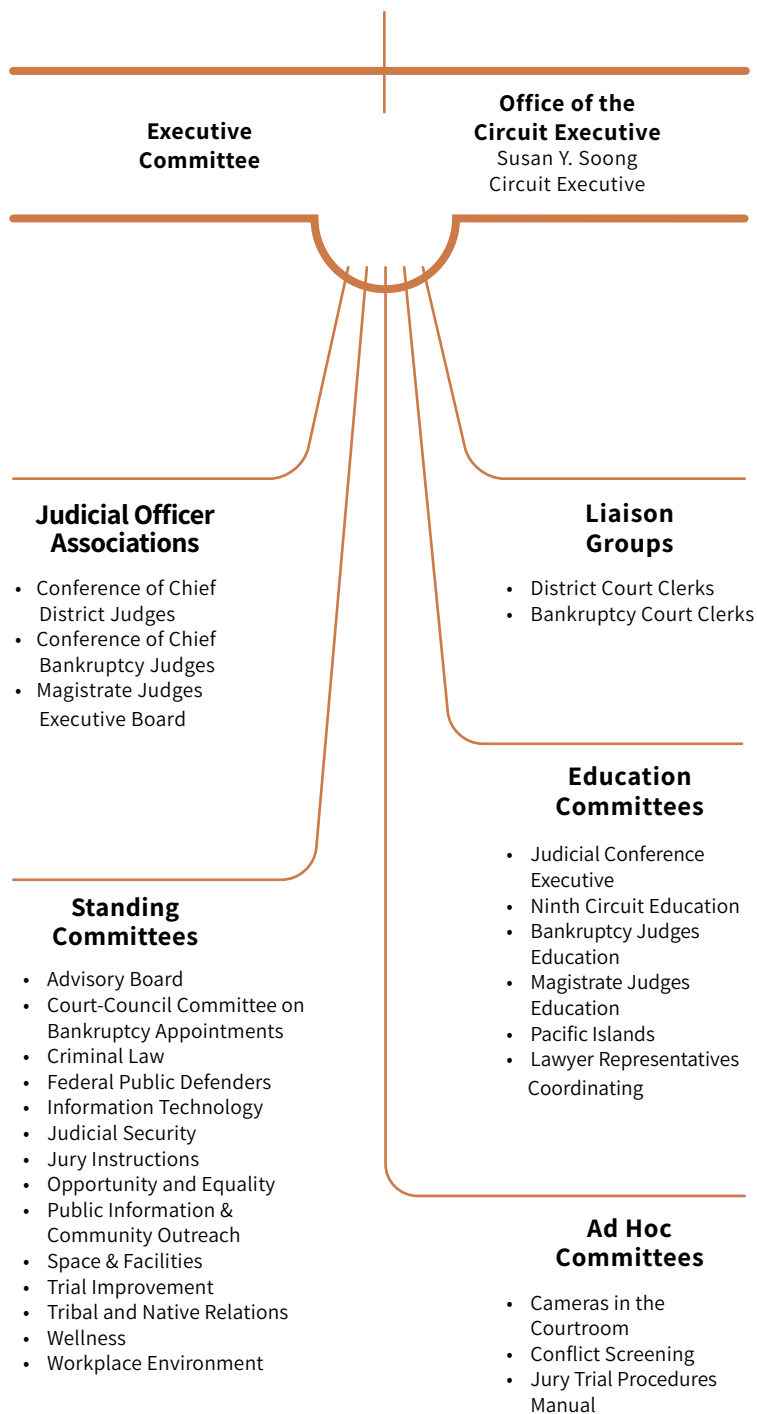 Executive
Committee
Office of the
Circuit Executive
Susan Y. Soong
Circuit Executive
Judicial Officer
Associations
• Conference of Chief
District Judges
• Conference of Chief
Bankruptcy Judges
• Magistrate Judges
Executive Board
Liaison
Groups
• District Court Clerks
• Bankruptcy Court Clerks
Education
Committees
• Judicial Conference
Executive
• Ninth Circuit Education
• Bankruptcy Judges
Education
• Magistrate Judges
Education
• Pacific Islands
• Lawyer Representatives
Coordinating
Standing
Committees
• Advisory Board
• Court-Council Committee on
Bankruptcy Appointments
• Criminal Law
• Federal Public Defenders
• Information Technology
• Judicial Security
• Jury Instructions
• Opportunity and Equality
• Public Information &
Community Outreach
• Space & Facilities
• Trial Improvement
• Tribal and Native Relations
• Wellness
• Workplace Environment
Ad Hoc
Committees
• Cameras in the
Courtroom
• Conflict Screening
• Jury Trial Procedures
Manual